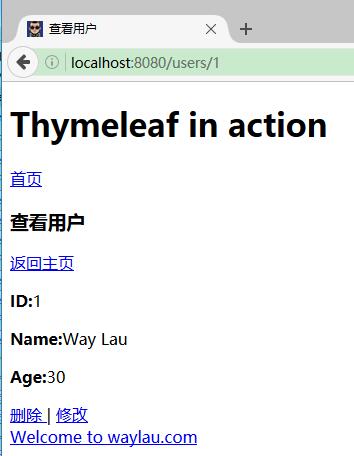 查看用户
localhost:8080/users/1
Thymeleaf in action
首页
查看用户
返回主页
ID:1
Name:Way Lau
Age:30
删除 | 修改
Welcome to waylau.com